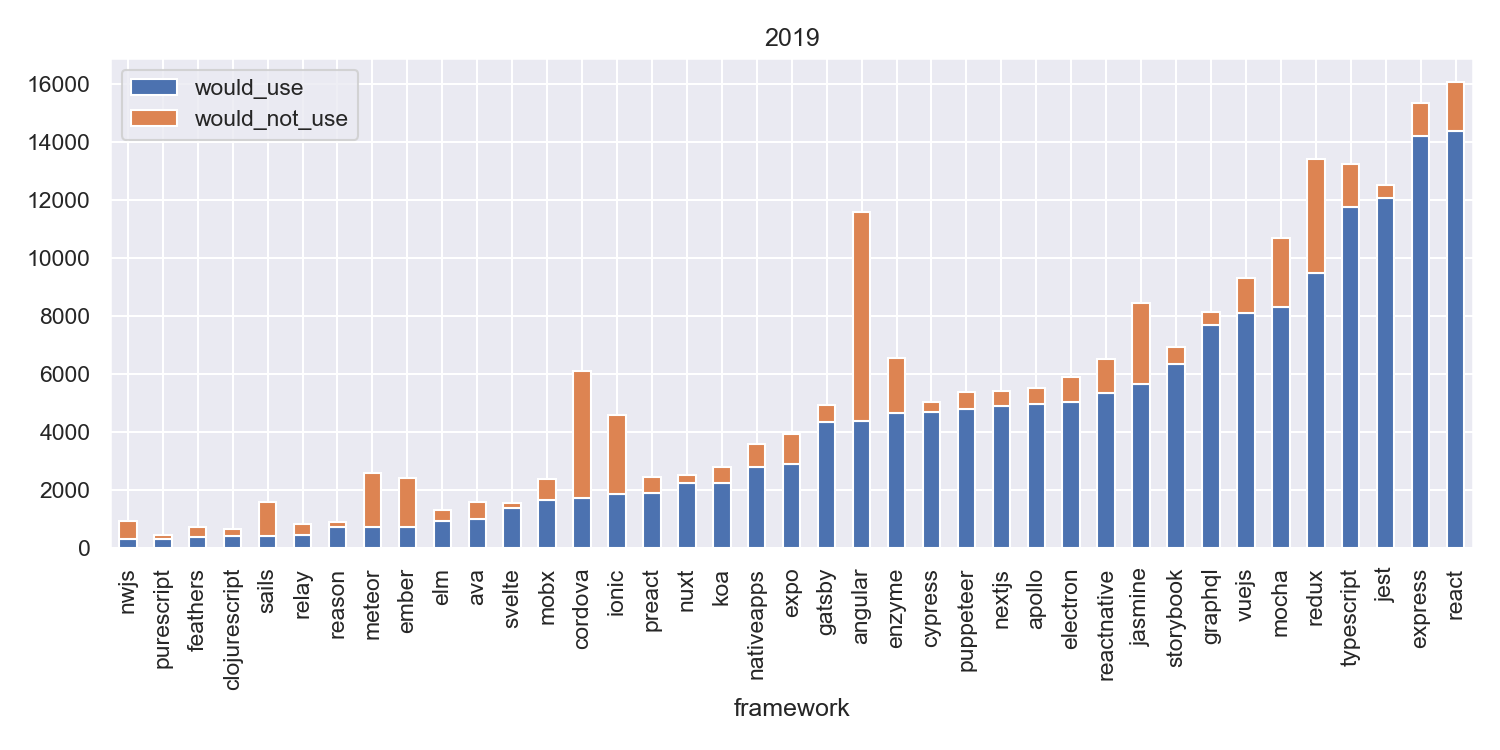 2019
would_use
would_not_use
16000
14000
12000
10000
8000
6000
4000
2000
0
nwjs
purescript
feathers
clojurescript
sails
relay
reason
meteor
ember
elm
ava
svelte
mobx
cordova
ionic
preact
nuxt
koa
nativeapps
expo
gatsby
angular
enzyme
cypress
puppeteer
nextjs
apollo
electron
reactnative
jasmine
storybook
graphql
vuejs
mocha
redux
typescript
jest
express
react
framework